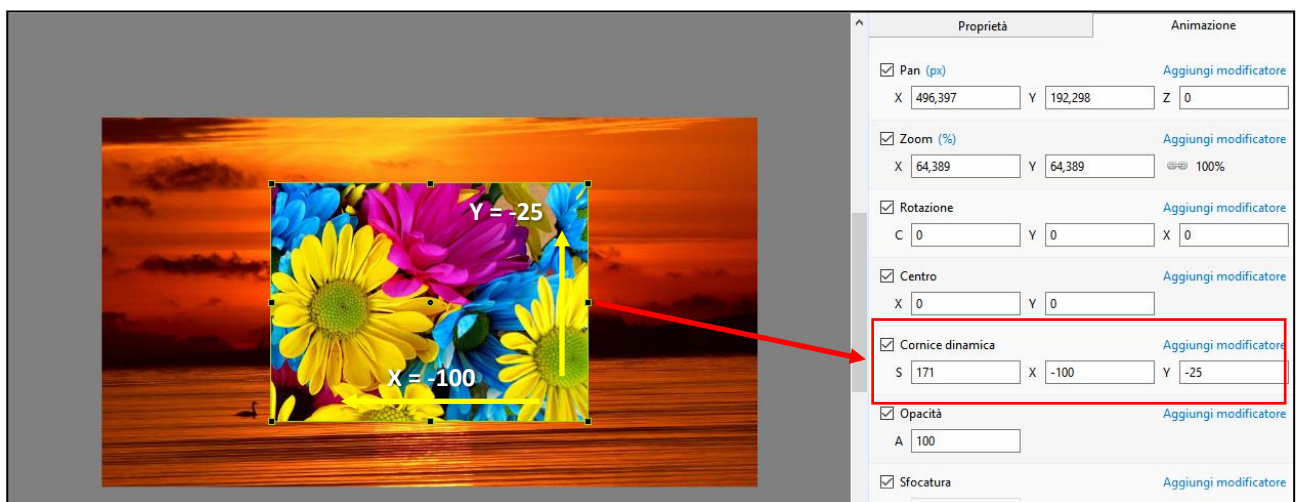 Proprietà Animazione
Pan (px) Aggiungi modificatore
X 496,397 Y 192,298 Z 0
Zoom (%) Aggiungi modificatore
X 64,389 Y 64,389 100%
Rotazione Aggiungi modificatore
C 0 Y 0 X 0
Centro Aggiungi modificatore
X 0 Y 0
Cornice dinamica Aggiungi modificatore
S 171 X -100 Y -25
Opacità Aggiungi modificatore
A 100
Sfocatura Aggiungi modificatore
Y = -25
X = -100